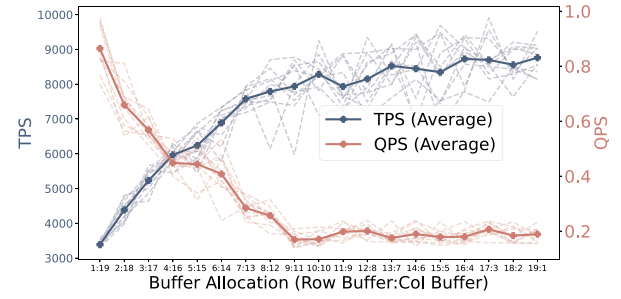 10000
9000
8000
7000
6000
5000
4000
3000
TPS
1.0
0.8
0.6
0.4
0.2
QPS
TPS (Average)
QPS (Average)
1:19 2:18 3:17 4:16 5:15 6:14 7:13 8:12 9:11 10:10 11:9 12:8 13:7 14:6 15:5 16:4 17:3 18:2 19:1
Buffer Allocation (Row Buffer:Col Buffer)